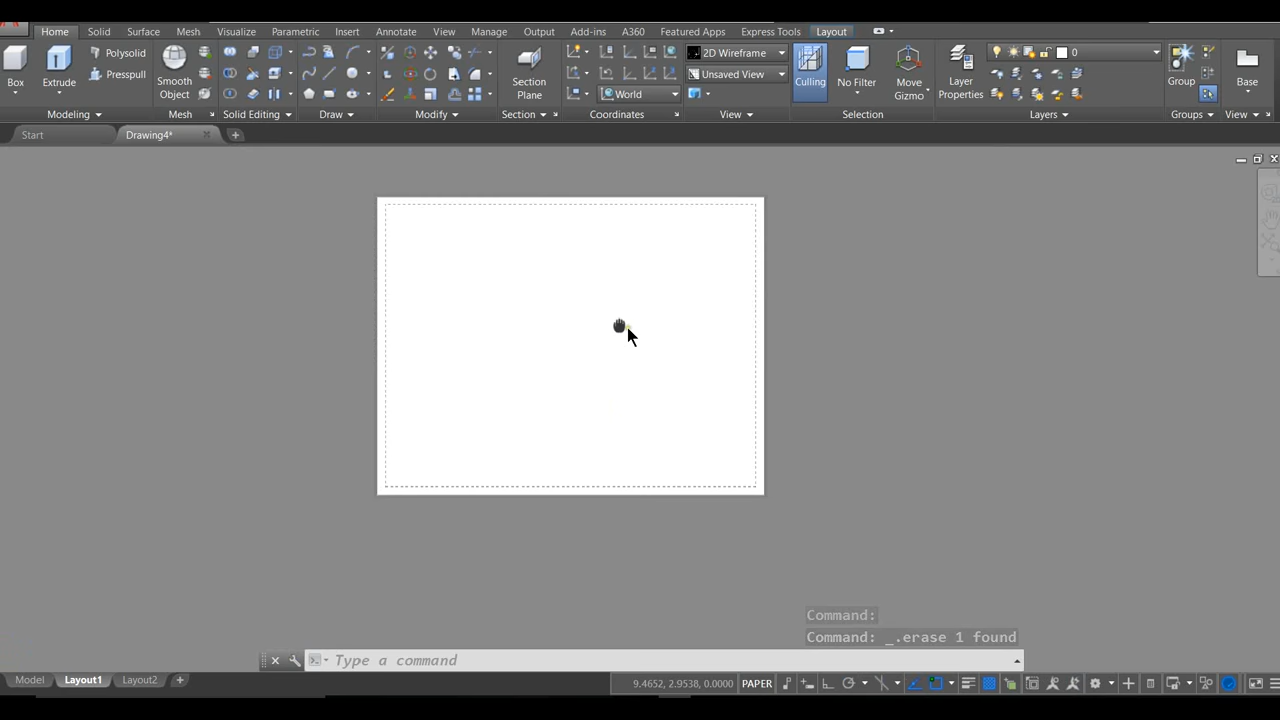 Home Solid Surface Mesh Visualize Parametric Insert Annotate View Manage Output Add-ins A360 Featured Apps Express Tools Layout
Box
Extrude
Polysolid
Presspull
Smooth
Object
Section
Plane
2D Wireframe
Unsaved View
World
Culling
No Filter
Move
Gizmo
Layer
Properties
0
Group
Base
Modeling Mesh Solid Editing Draw Modify Section Coordinates View Selection Layers Groups View
Start Drawing4*
Command:
Command: _.erase 1 found
Type a command
Model Layout1 Layout2 9.4652, 2.9538, 0.0000 PAPER